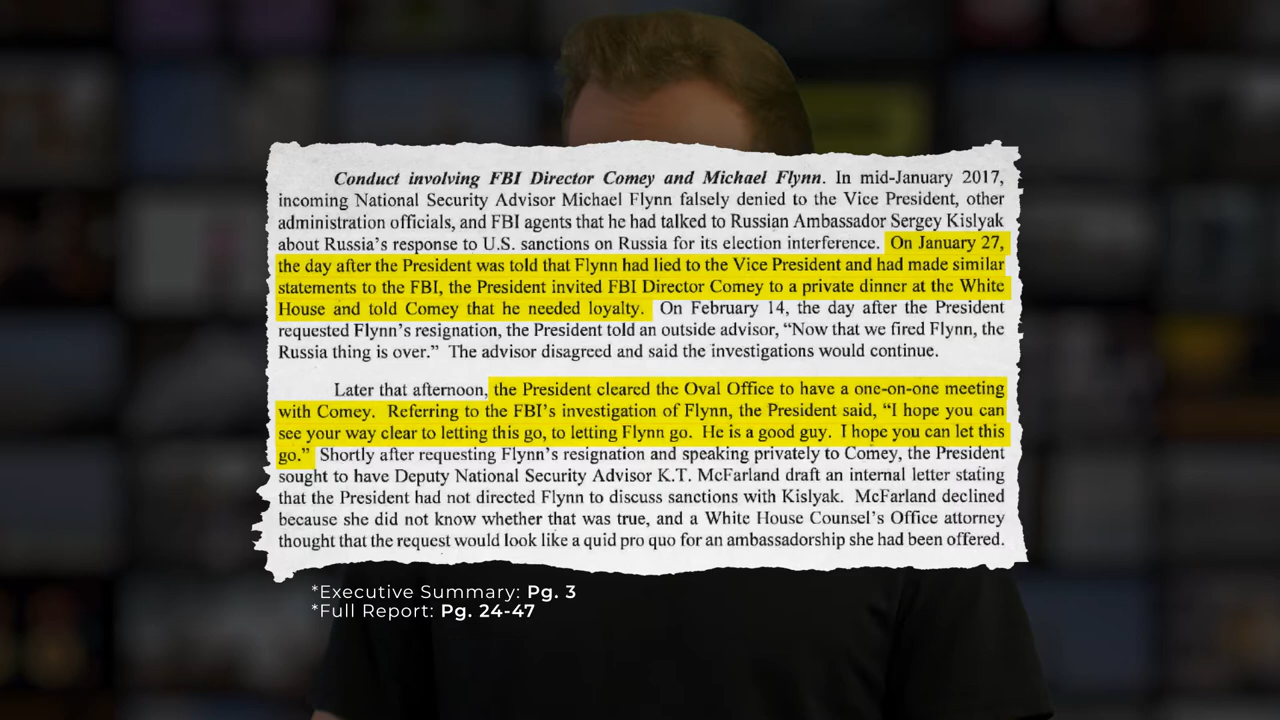 Conduct involving FBI Director Comey and Michael Flynn. In mid-January 2017,
incoming National Security Advisor Michael Flynn falsely denied to the Vice President, other
administration officials, and FBI agents that he had talked to Russian Ambassador Sergey Kislyak
about Russia's response to U.S. sanctions on Russia for its election interference. On January 27,
the day after the President was told that Flynn had lied to the Vice President and had made similar
statements to the FBI, the President invited FBI Director Comey to a private dinner at the White
House and told Comey that he needed loyalty. On February 14, the day after the President
requested Flynn's resignation, the President told an outside advisor, “Now that we fired Flynn, the
Russia thing is over.” The advisor disagreed and said the investigations would continue.
Later that afternoon, the President cleared the Oval Office to have a one-on-one meeting
with Comey. Referring to the FBI's investigation of Flynn, the President said, “I hope you can
see your way clear to letting this go, to letting Flynn go. He is a good guy. I hope you can let this
go.” Shortly after requesting Flynn's resignation and speaking privately to Comey, the President
sought to have Deputy National Security Advisor K.T. McFarland draft an internal letter stating
that the President had not directed Flynn to discuss sanctions with Kislyak. McFarland declined
because she did not know whether that was true, and a White House Counsel's Office attorney
thought that the request would look like a quid pro quo for an ambassadorship she had been offered.
*Executive Summary: Pg. 3
*Full Report: Pg. 24-47